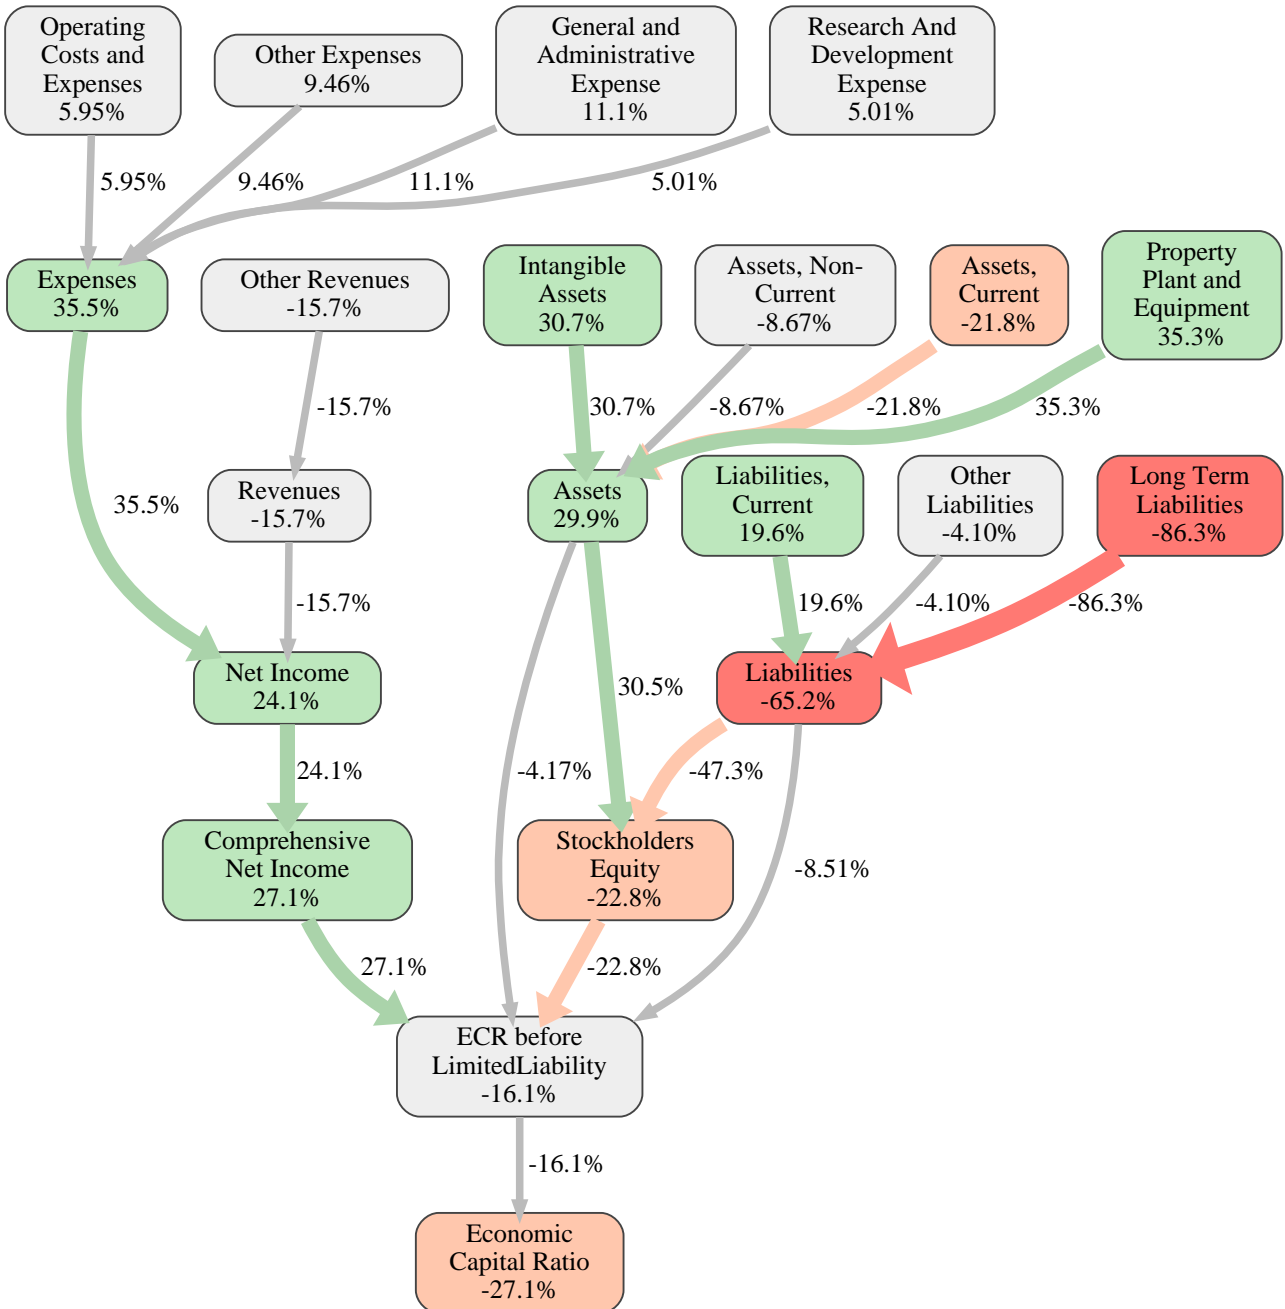 Operating
Costs and
Expenses
5.95%
Other Expenses
9.46%
General and
Administrative
Expense
11.1%
Research And
Development
Expense
5.01%
5.95%
9.46%
11.1%
5.01%
Expenses
35.5%
Other Revenues
-15.7%
Intangible
Assets
30.7%
Assets, Non-
Current
-8.67%
Assets,
Current
-21.8%
Property
Plant and
Equipment
35.3%
-15.7%
30.7%
-8.67%
-21.8%
35.3%
35.5%
Revenues
-15.7%
Assets
29.9%
Liabilities,
Current
19.6%
Other
Liabilities
-4.10%
Long Term
Liabilities
-86.3%
-15.7%
19.6%
-4.10%
-86.3%
Net Income
24.1%
30.5%
Liabilities
-65.2%
24.1%
-4.17%
-47.3%
Comprehensive
Net Income
27.1%
Stockholders
Equity
-22.8%
-8.51%
27.1%
-22.8%
ECR before
LimitedLiability
-16.1%
-16.1%
Economic
Capital Ratio
-27.1%